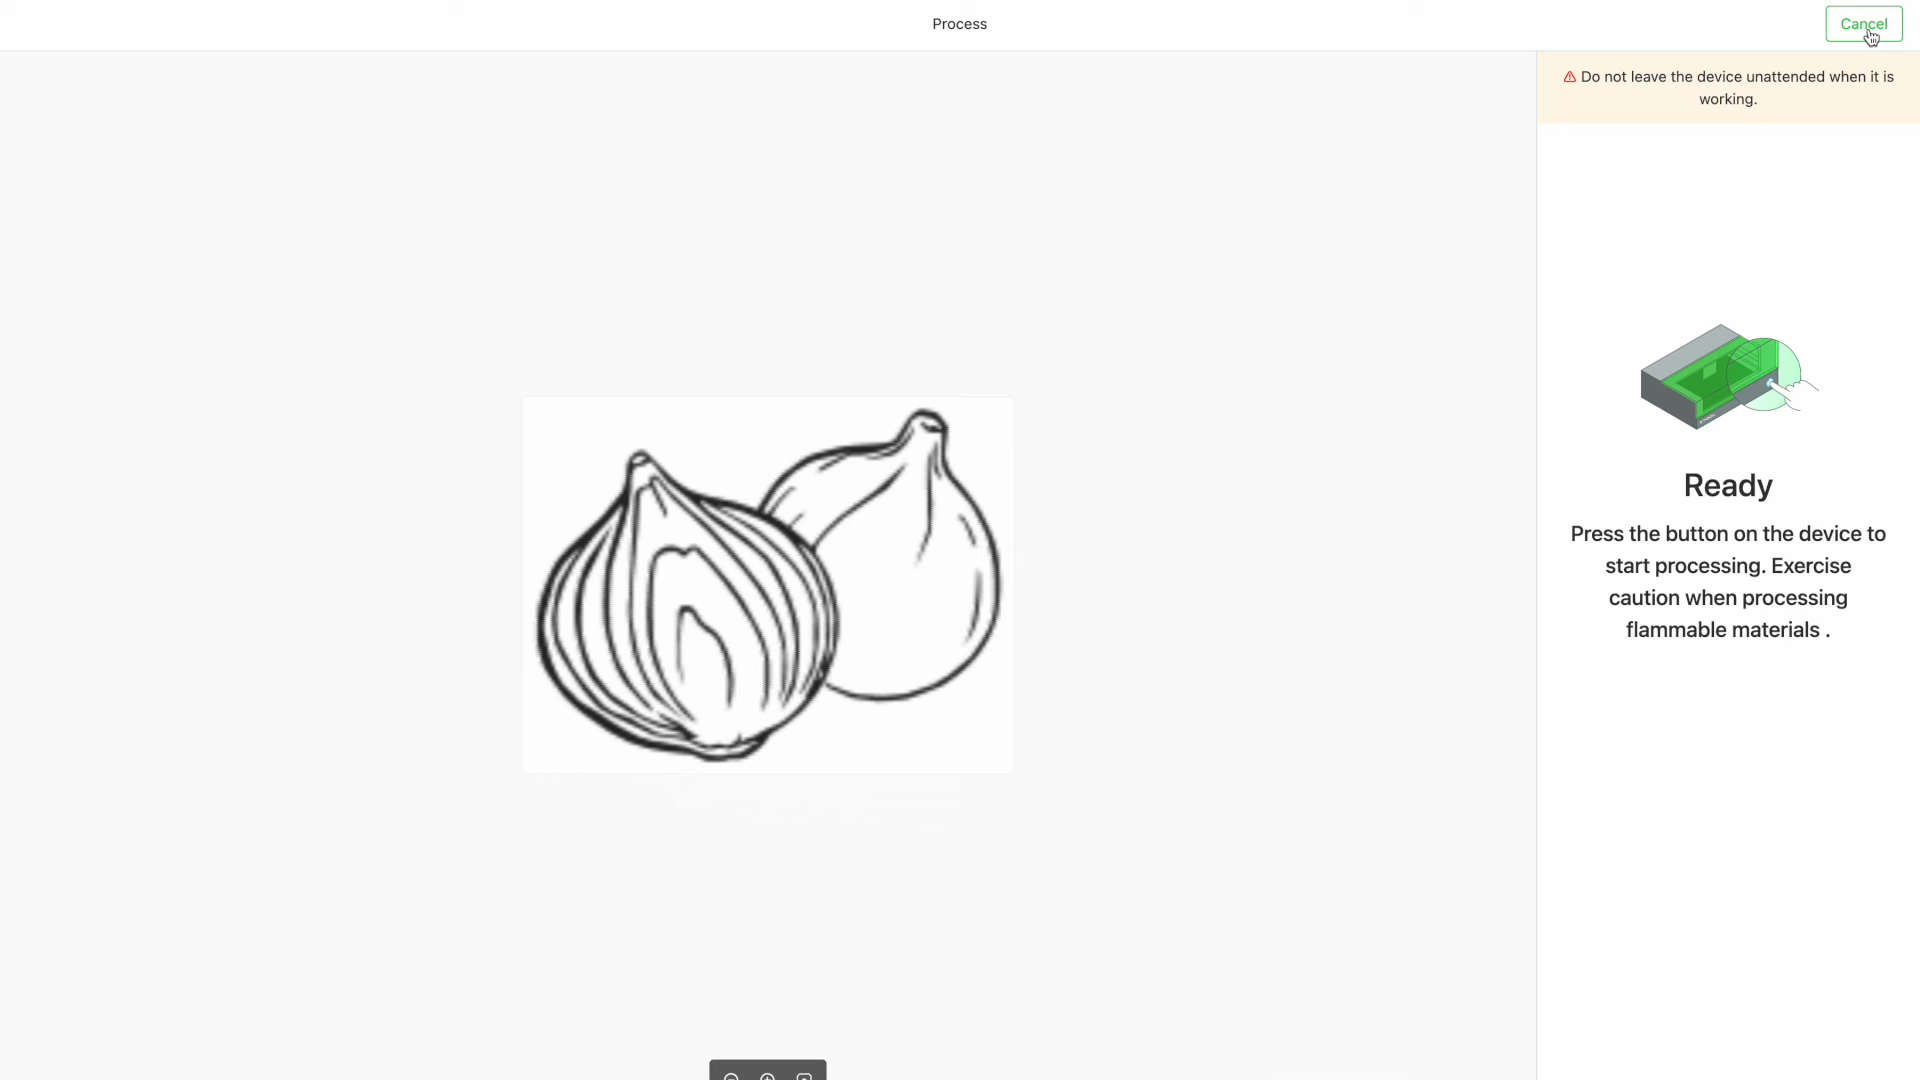 Process
Cancel
Do not leave the device unattended when it is
working.
Ready
Press the button on the device to
start processing. Exercise
caution when processing
flammable materials .